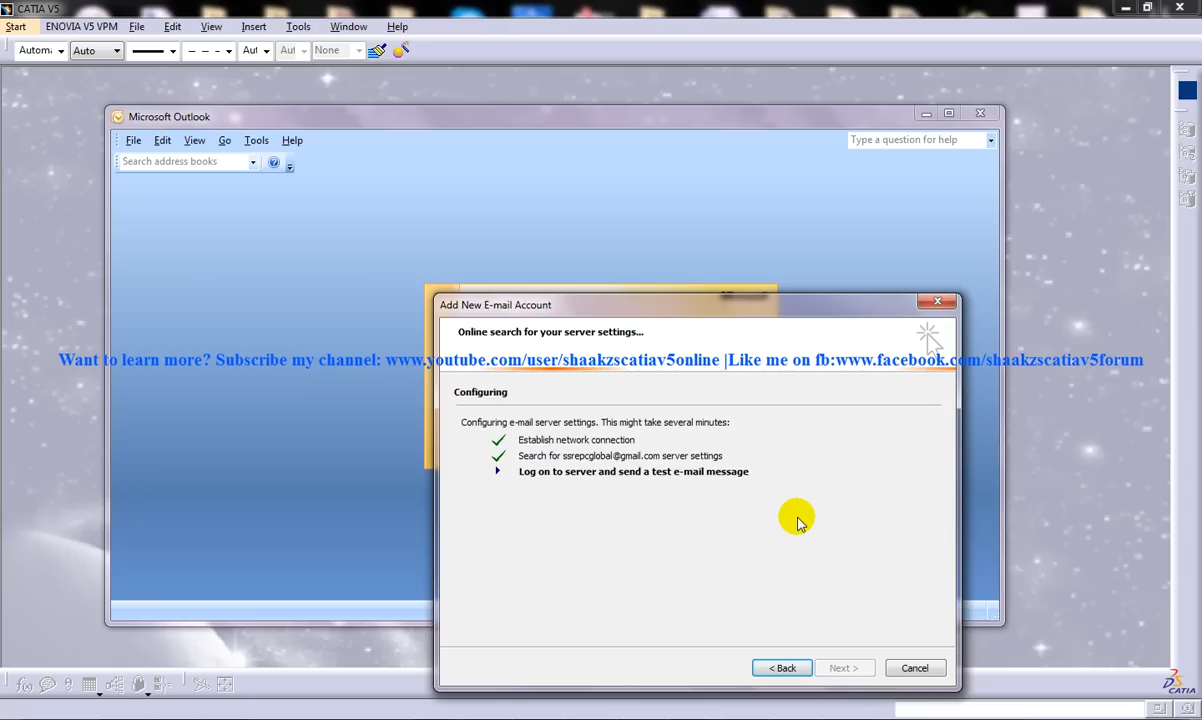 CATIA V5
Start ENOVIA V5 VPM File Edit View Insert Tools Window Help
Automa Auto Aut Aut None
Microsoft Outlook
File Edit View Go Tools Help
Type a question for help
Search address books
Add New E-mail Account
Online search for your server settings...
Want to learn more? Subscribe my channel: www.youtube.com/user/shaakzscatiav5online |Like me on fb:www.facebook.com/shaakzscatiav5forum
Configuring
Configuring e-mail server settings. This might take several minutes:
Establish network connection
Search for ssrepcglobal@gmail.com server settings
Log on to server and send a test e-mail message
< Back Next > Cancel
CATIA